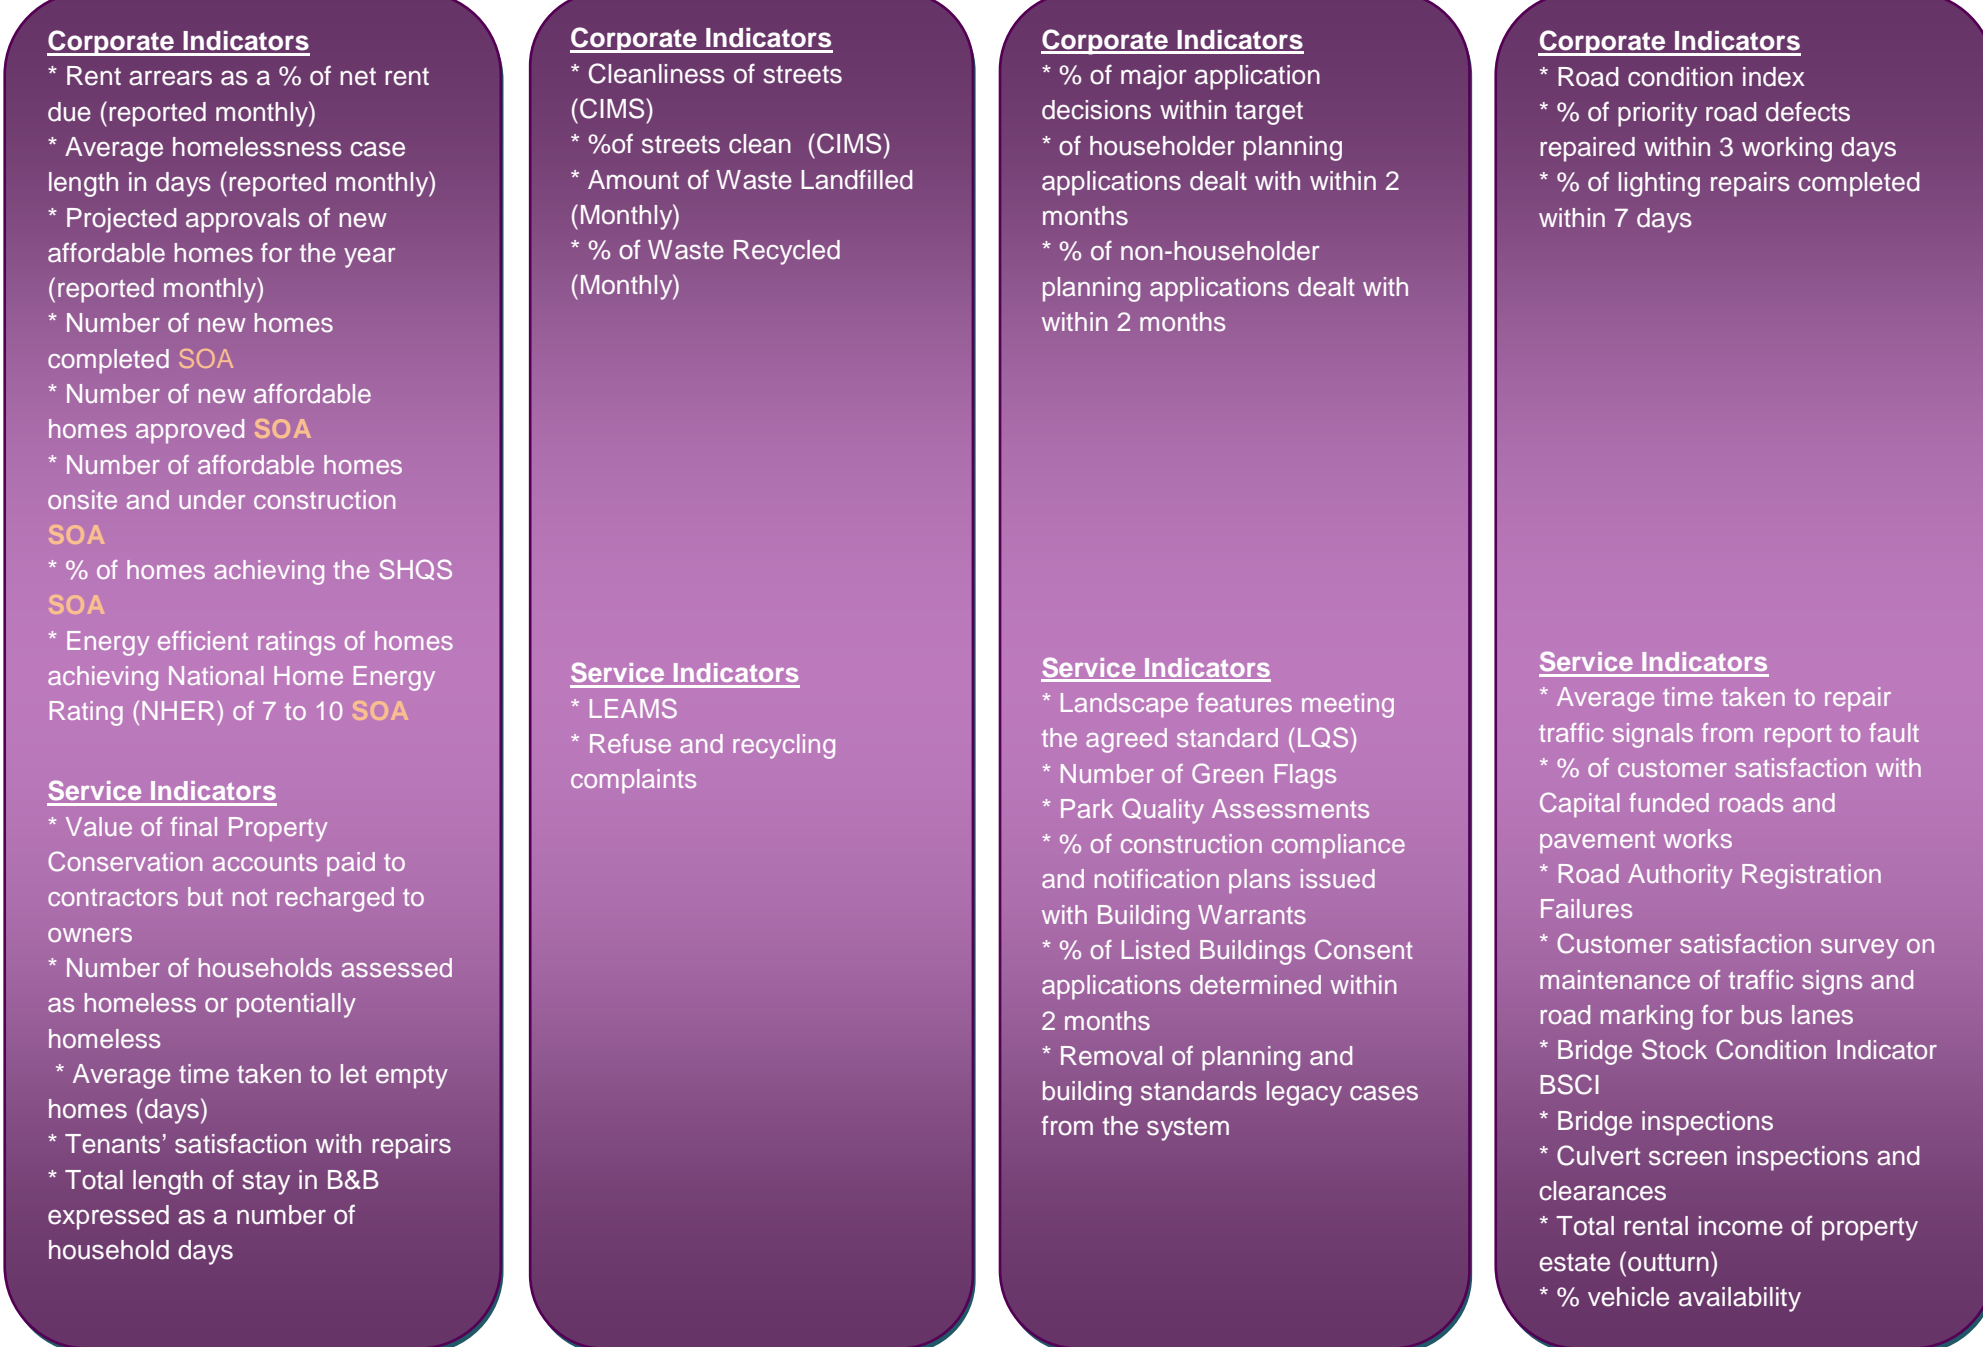 Corporate Indicators
* Rent arrears as a % of net rent
due (reported monthly)
* Average homelessness case
length in days (reported monthly)
* Projected approvals of new
affordable homes for the year
(reported monthly)
* Number of new homes
completed SOA
* Number of new affordable
homes approved SOA
* Number of affordable homes
onsite and under construction
SOA
* % of homes achieving the SHQS
SOA
* Energy efficient ratings of homes
achieving National Home Energy
Rating (NHER) of 7 to 10 SOA
Service Indicators
* Value of final Property
Conservation accounts paid to
contractors but not recharged to
owners
* Number of households assessed
as homeless or potentially
homeless
* Average time taken to let empty
homes (days)
* Tenants’ satisfaction with repairs
* Total length of stay in B&B
expressed as a number of
household days
Corporate Indicators
* Cleanliness of streets
(CIMS)
* %of streets clean  (CIMS)
* Amount of Waste Landfilled
(Monthly)
* % of Waste Recycled
(Monthly)
Service Indicators
* LEAMS
* Refuse and recycling
complaints
Corporate Indicators
* % of major application
decisions within target
* of householder planning
applications dealt with within 2
months
* % of non-householder
planning applications dealt with
within 2 months
Service Indicators
* Landscape features meeting
the agreed standard (LQS)
* Number of Green Flags
* Park Quality Assessments
* % of construction compliance
and notification plans issued
with Building Warrants
* % of Listed Buildings Consent
applications determined within
2 months
* Removal of planning and
building standards legacy cases
from the system
Corporate Indicators
* Road condition index
* % of priority road defects
repaired within 3 working days
* % of lighting repairs completed
within 7 days
Service Indicators
* Average time taken to repair
traffic signals from report to fault
* % of customer satisfaction with
Capital funded roads and
pavement works
* Road Authority Registration
Failures
* Customer satisfaction survey on
maintenance of traffic signs and
road marking for bus lanes
* Bridge Stock Condition Indicator
BSCI
* Bridge inspections
* Culvert screen inspections and
clearances
* Total rental income of property
estate (outturn)
* % vehicle availability